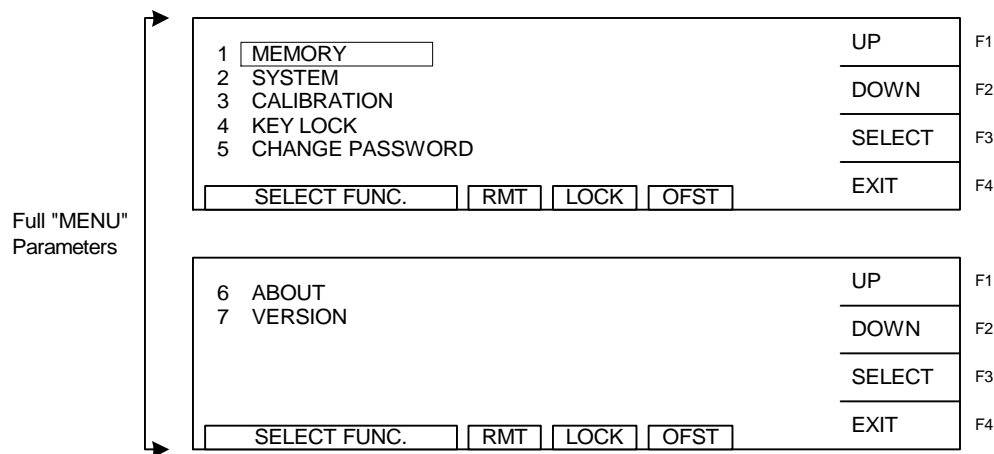 1 MEMORY
2 SYSTEM
3 CALIBRATION
4 KEY LOCK
5 CHANGE PASSWORD
SELECT FUNC. RMT LOCK OFST
UP F1
DOWN F2
SELECT F3
EXIT F4
Full "MENU"
Parameters
6 ABOUT
7 VERSION
SELECT FUNC. RMT LOCK OFST
UP F1
DOWN F2
SELECT F3
EXIT F4